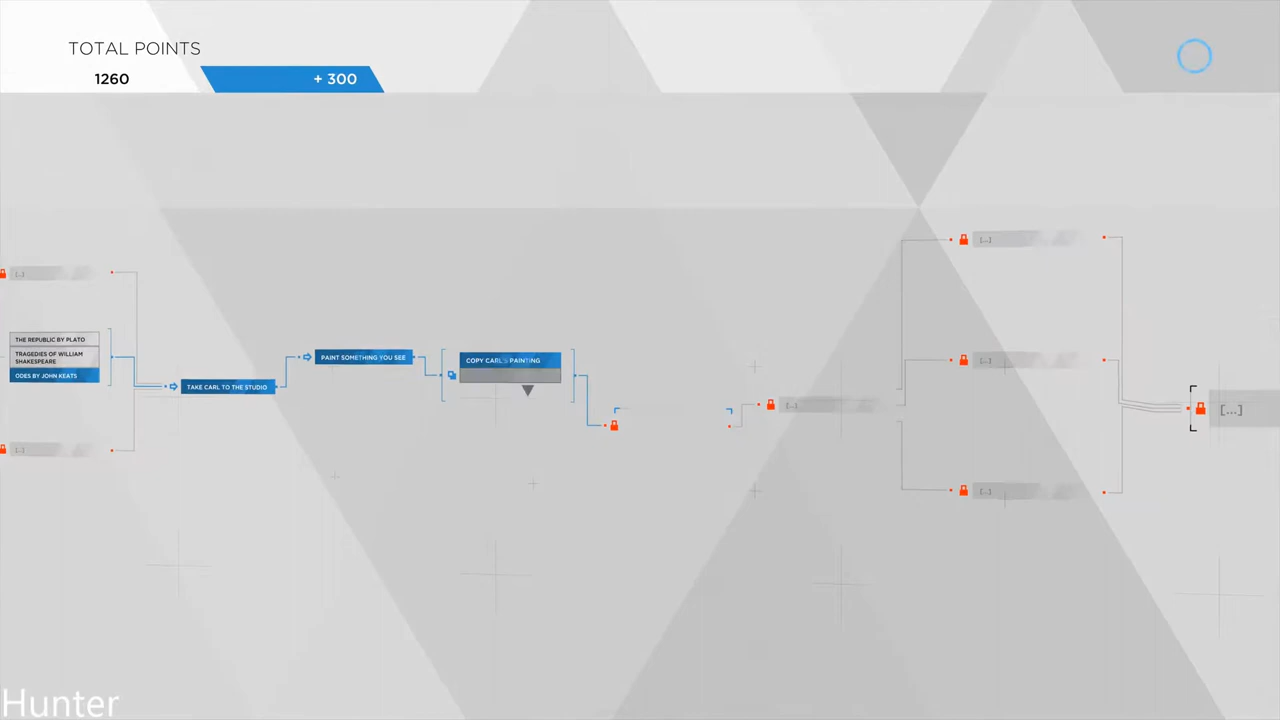 TOTAL POINTS
1260
+ 300
[...]
[...]
THE REPUBLIC BY PLATO
TRAGEDIES OF WILLIAM
SHAKESPEARE
ODES BY JOHN KEATS
TAKE CARL TO THE STUDIO
PAINT SOMETHING YOU SEE
COPY CARL'S PAINTING
[...]
[...]
[...]
[...]
[...]
Hunter